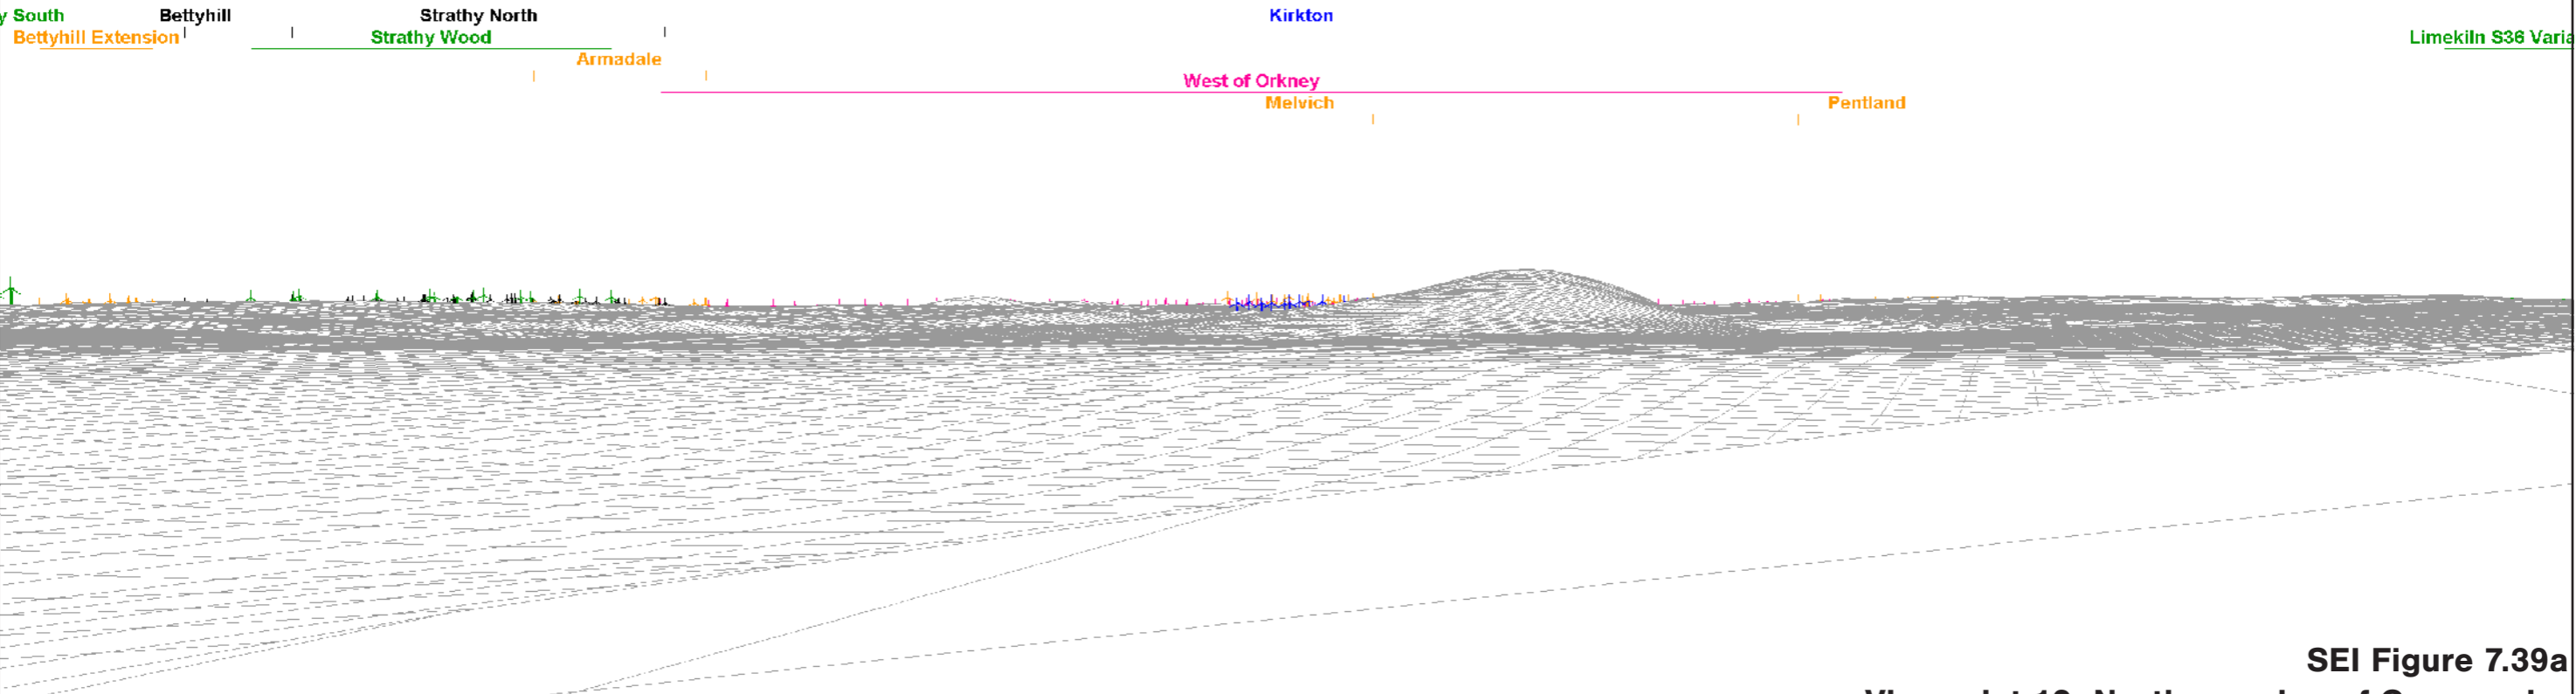 y South Bettyhill Strathy North Kirkton
Bettyhill Extension Strathy Wood Limekiln S36 Varia
Armadale
West of Orkney
Melvich Pentland
SEI Figure 7.39a